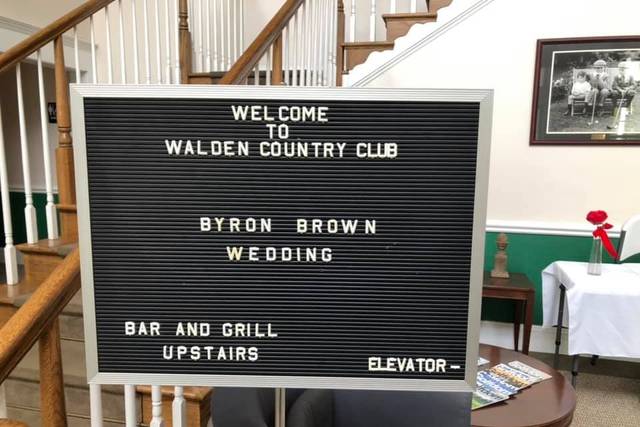 WELCOME
TO
WALDEN COUNTRY CLUB
BYRON BROWN
WEDDING
BAR AND GRILL
UPSTAIRS
ELEVATOR-